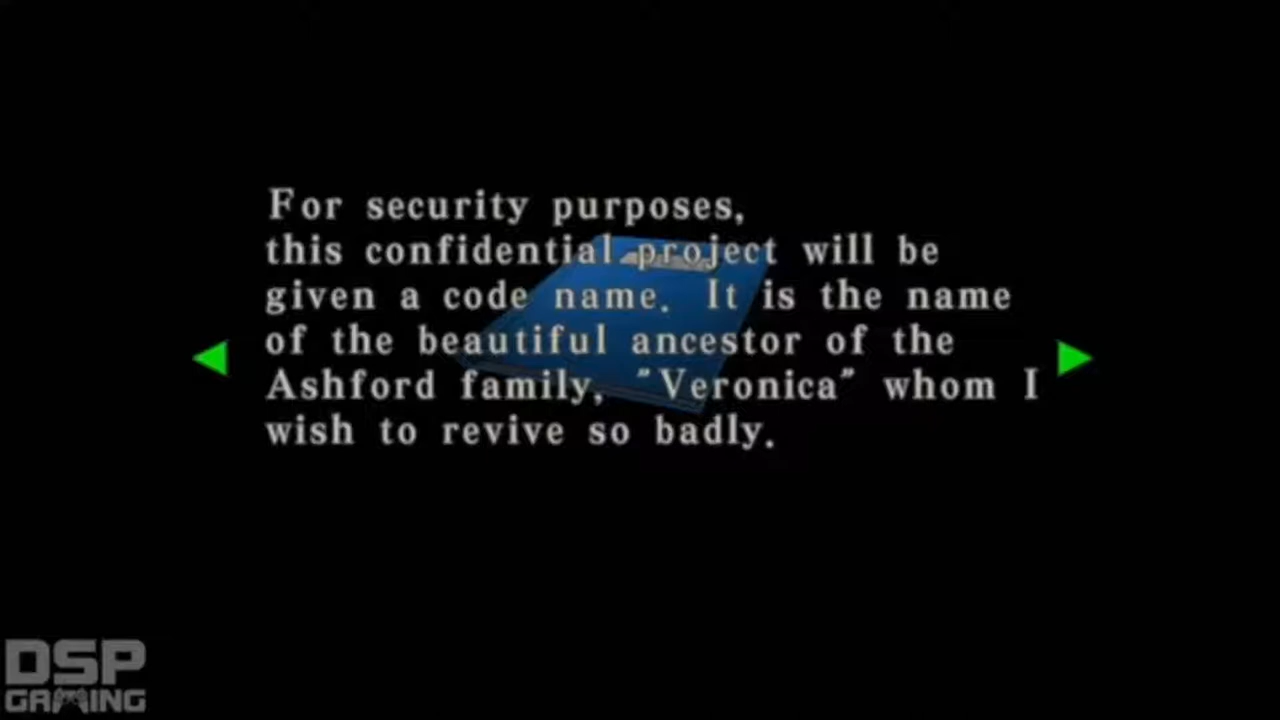 For security purposes,
this confidential project will be
given a code name. It is the name
of the beautiful ancestor of the
Ashford family, "Veronica" whom I
wish to revive so badly.
DSP
GAMING